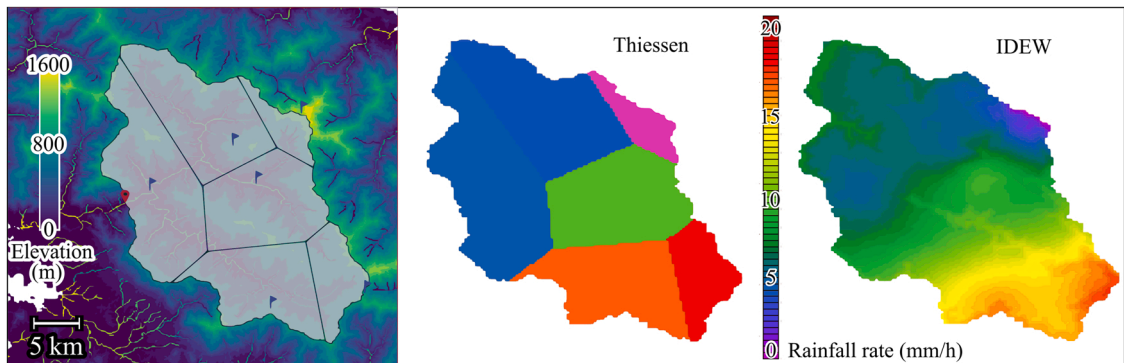 1600
800
0
Elevation
(m)
5 km
Thiessen
20
15
10
5
0
IDEW
Rainfall rate (mm/h)